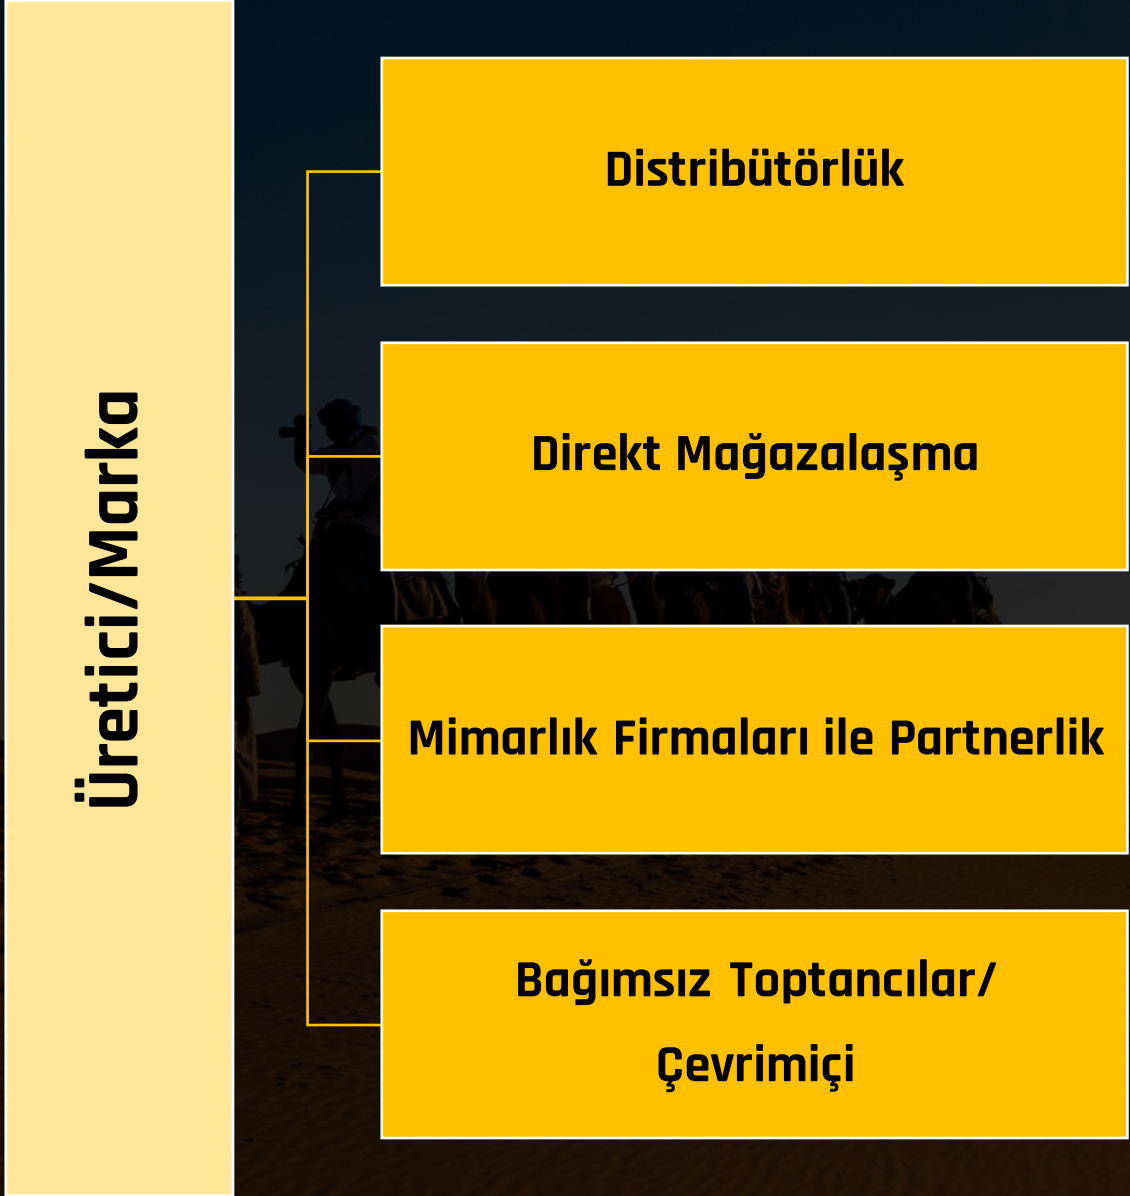 Üretici/Marka
Distribütörlük
Direkt Mağazalaşma
Mimarlık Firmaları ile Partnerlik
Bağımsız Toptancılar/
Çevrimiçi